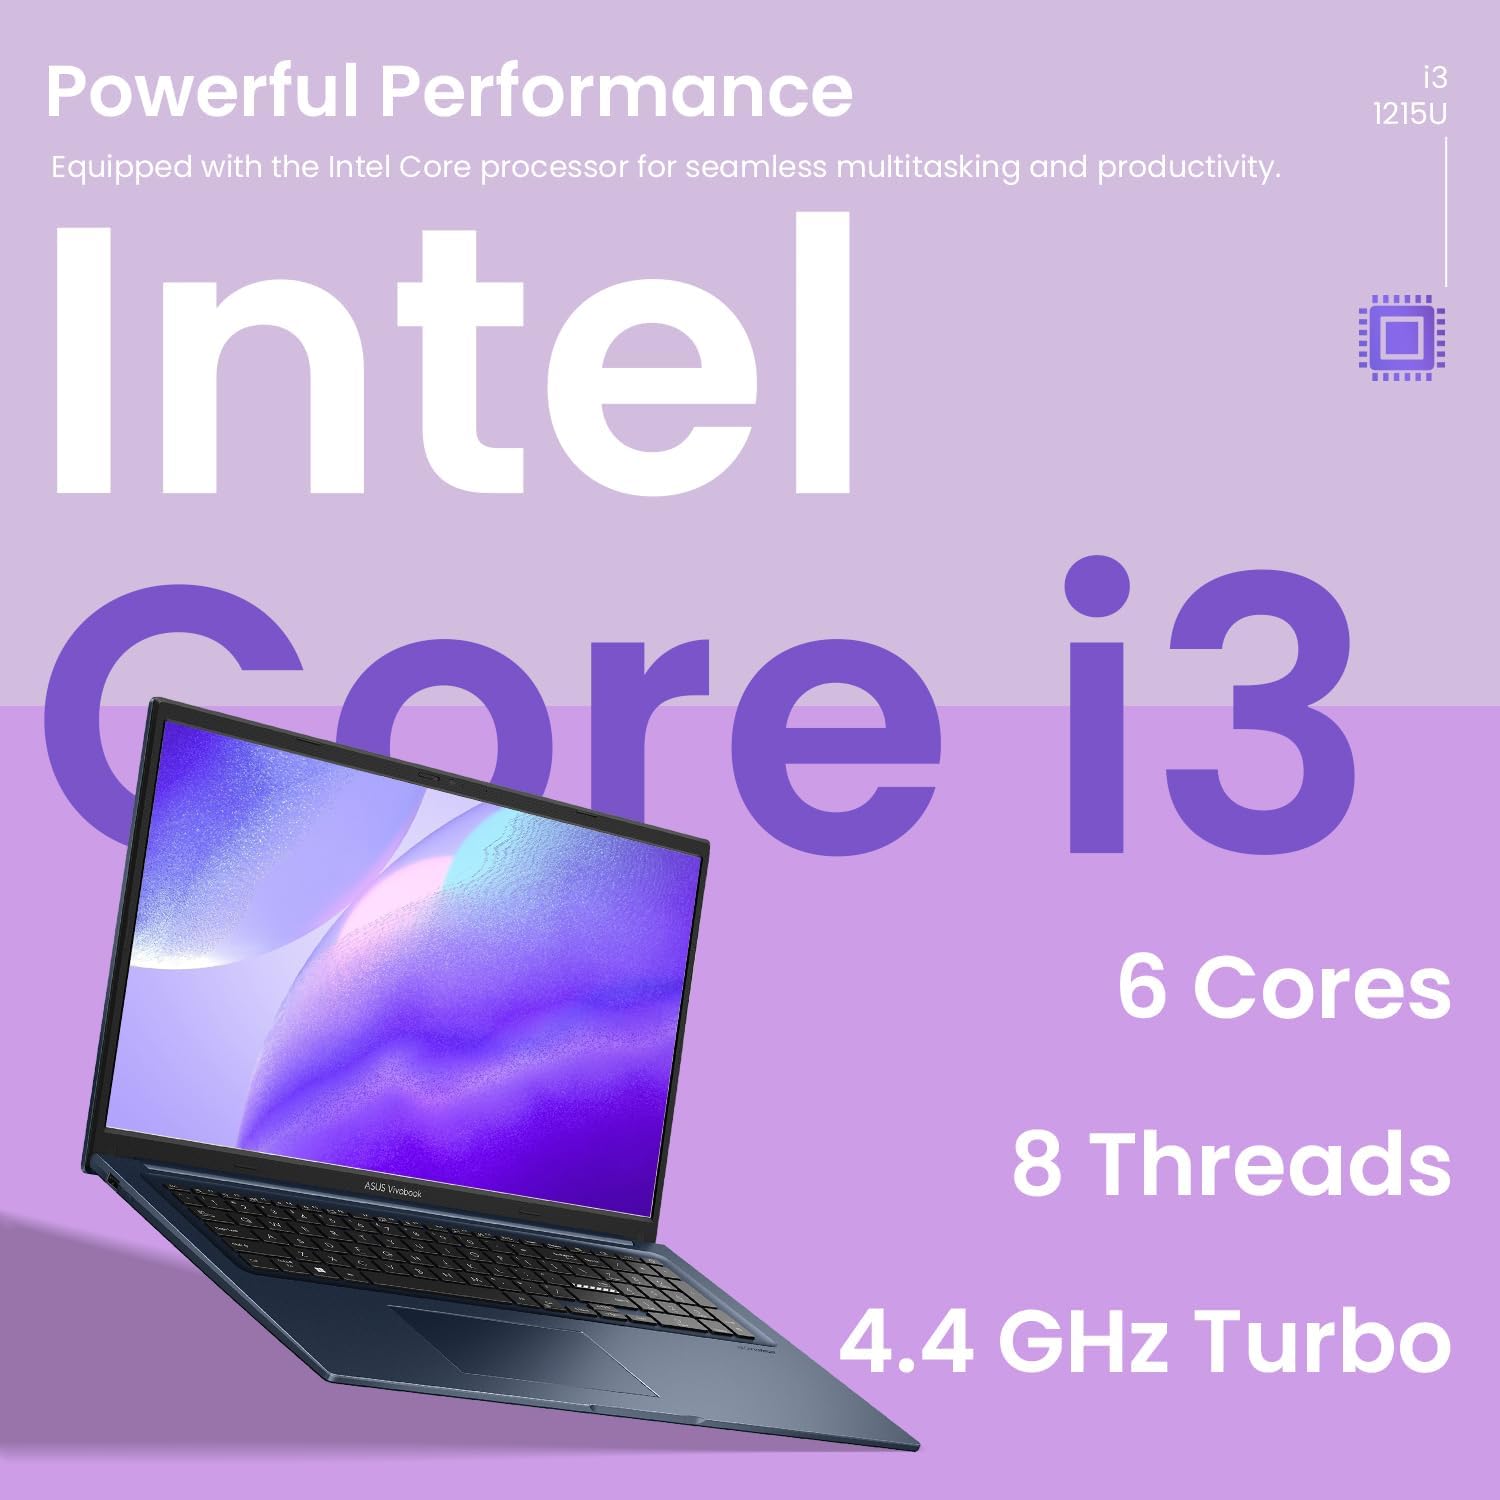 Powerful Performance
i3
1215U
Equipped with the Intel Core processor for seamless multitasking and productivity.
Intel
Core i3
ASUS Vivobook
6 Cores
8 Threads
4.4 GHz Turbo